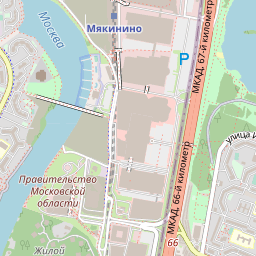 Москва
Мякинино
P
МКАД, 67-й километр
улица И
Правительство
Московской
области
МКАД, 66-й километр
66
Жилой